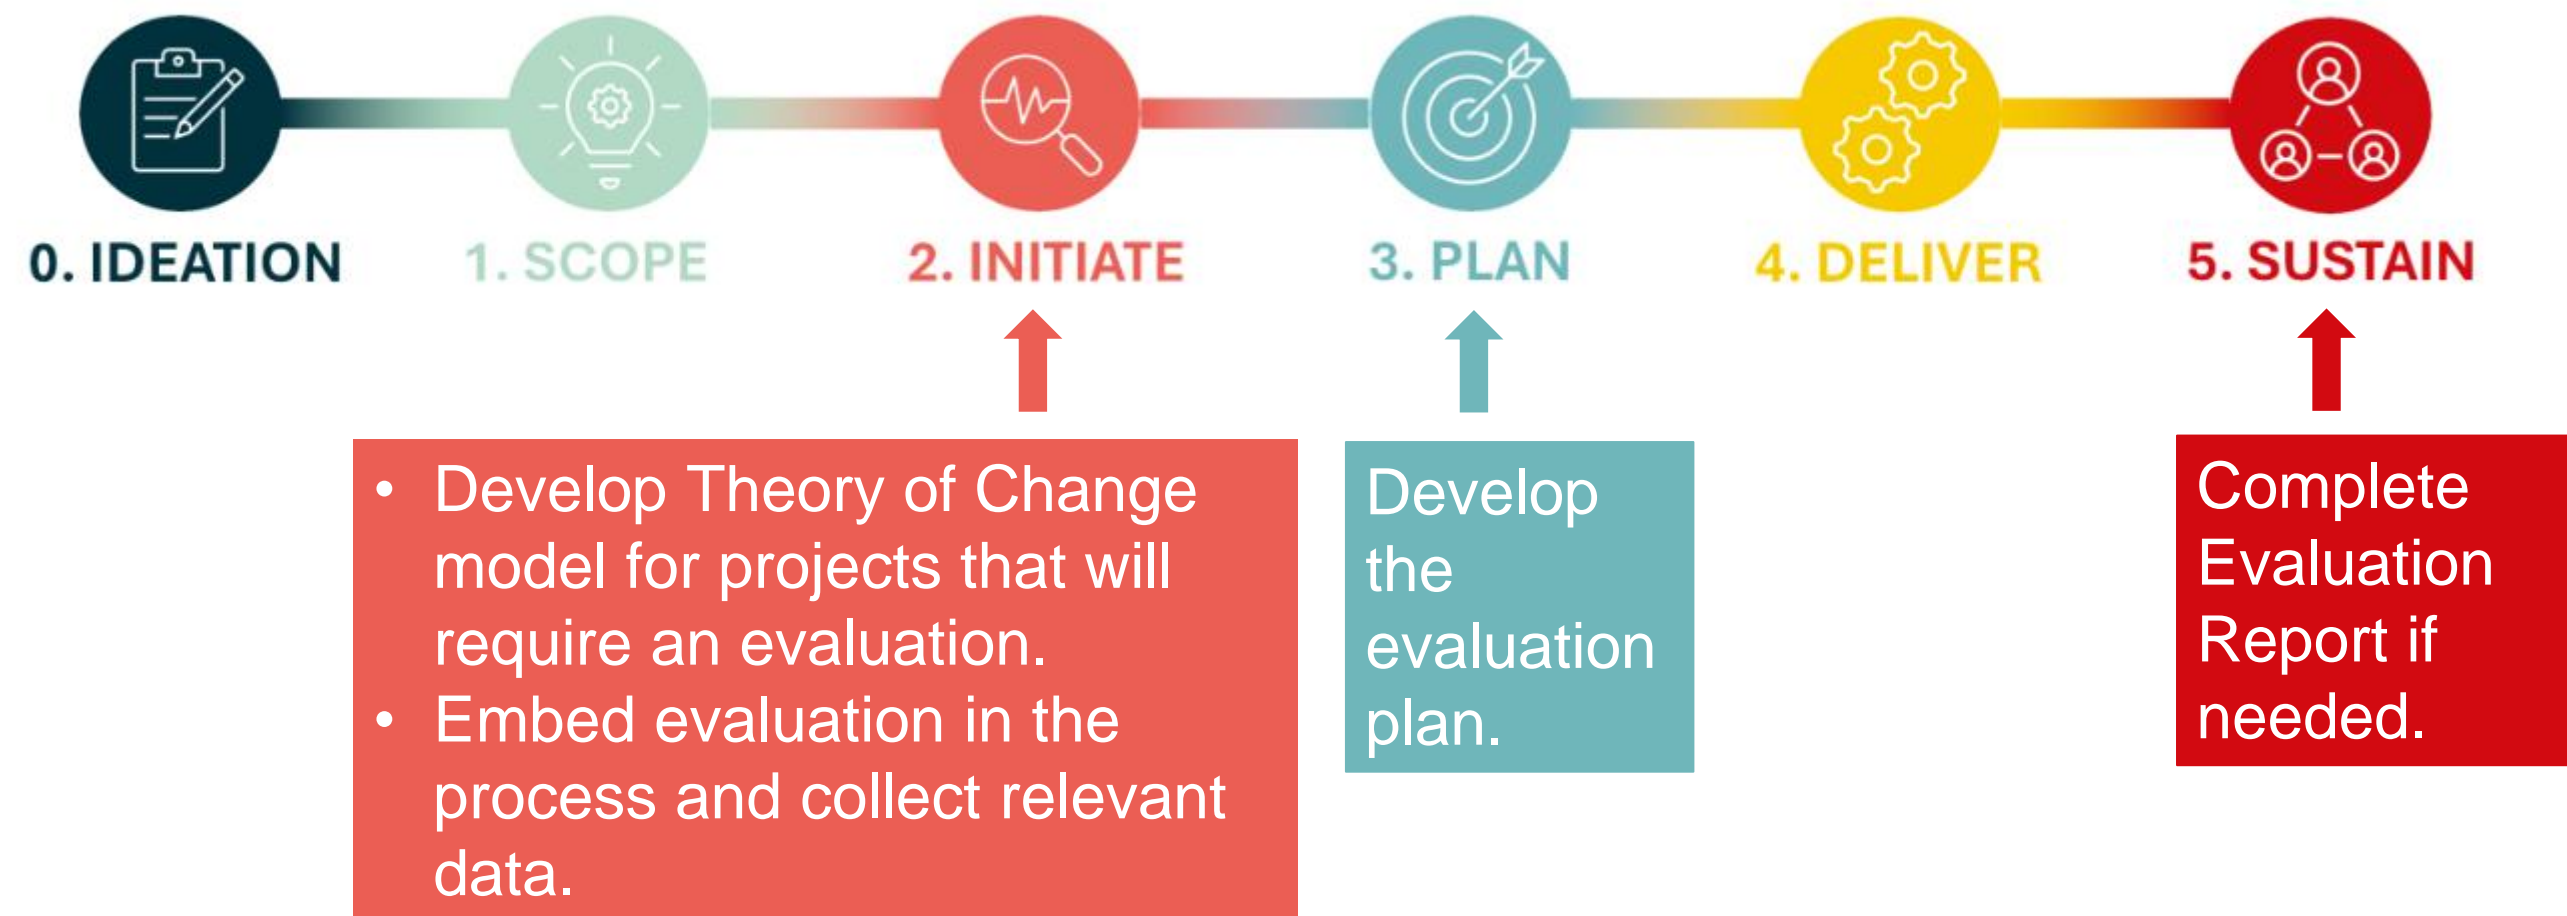 0. IDEATION
1. SCOPE
2. INITIATE
3. PLAN
4. DELIVER
5. SUSTAIN
• Develop Theory of Change
model for projects that will
require an evaluation.
• Embed evaluation in the
process and collect relevant
data.
Develop
the
evaluation
plan.
Complete
Evaluation
Report if
needed.